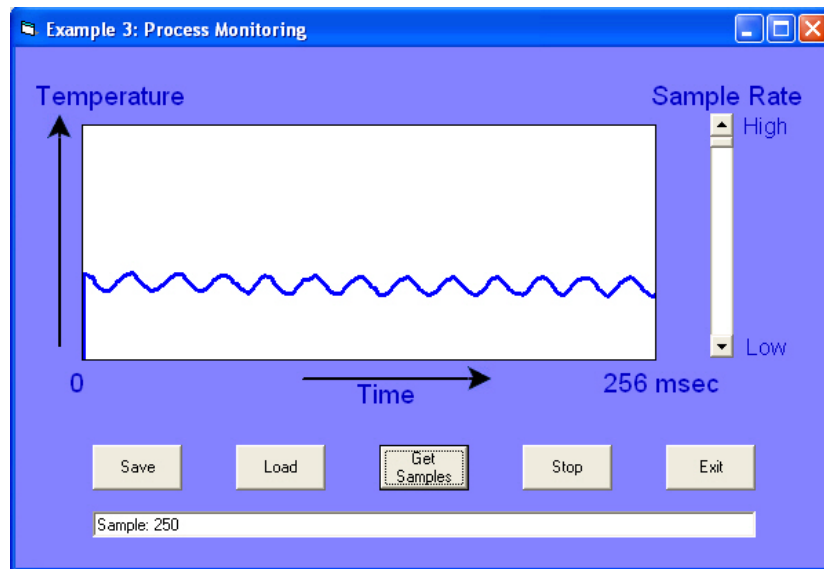 Example 3: Process Monitoring
Temperature
Sample Rate
High
Low
0
Time
256 msec
Save
Load
Get
Samples
Stop
Exit
Sample: 250